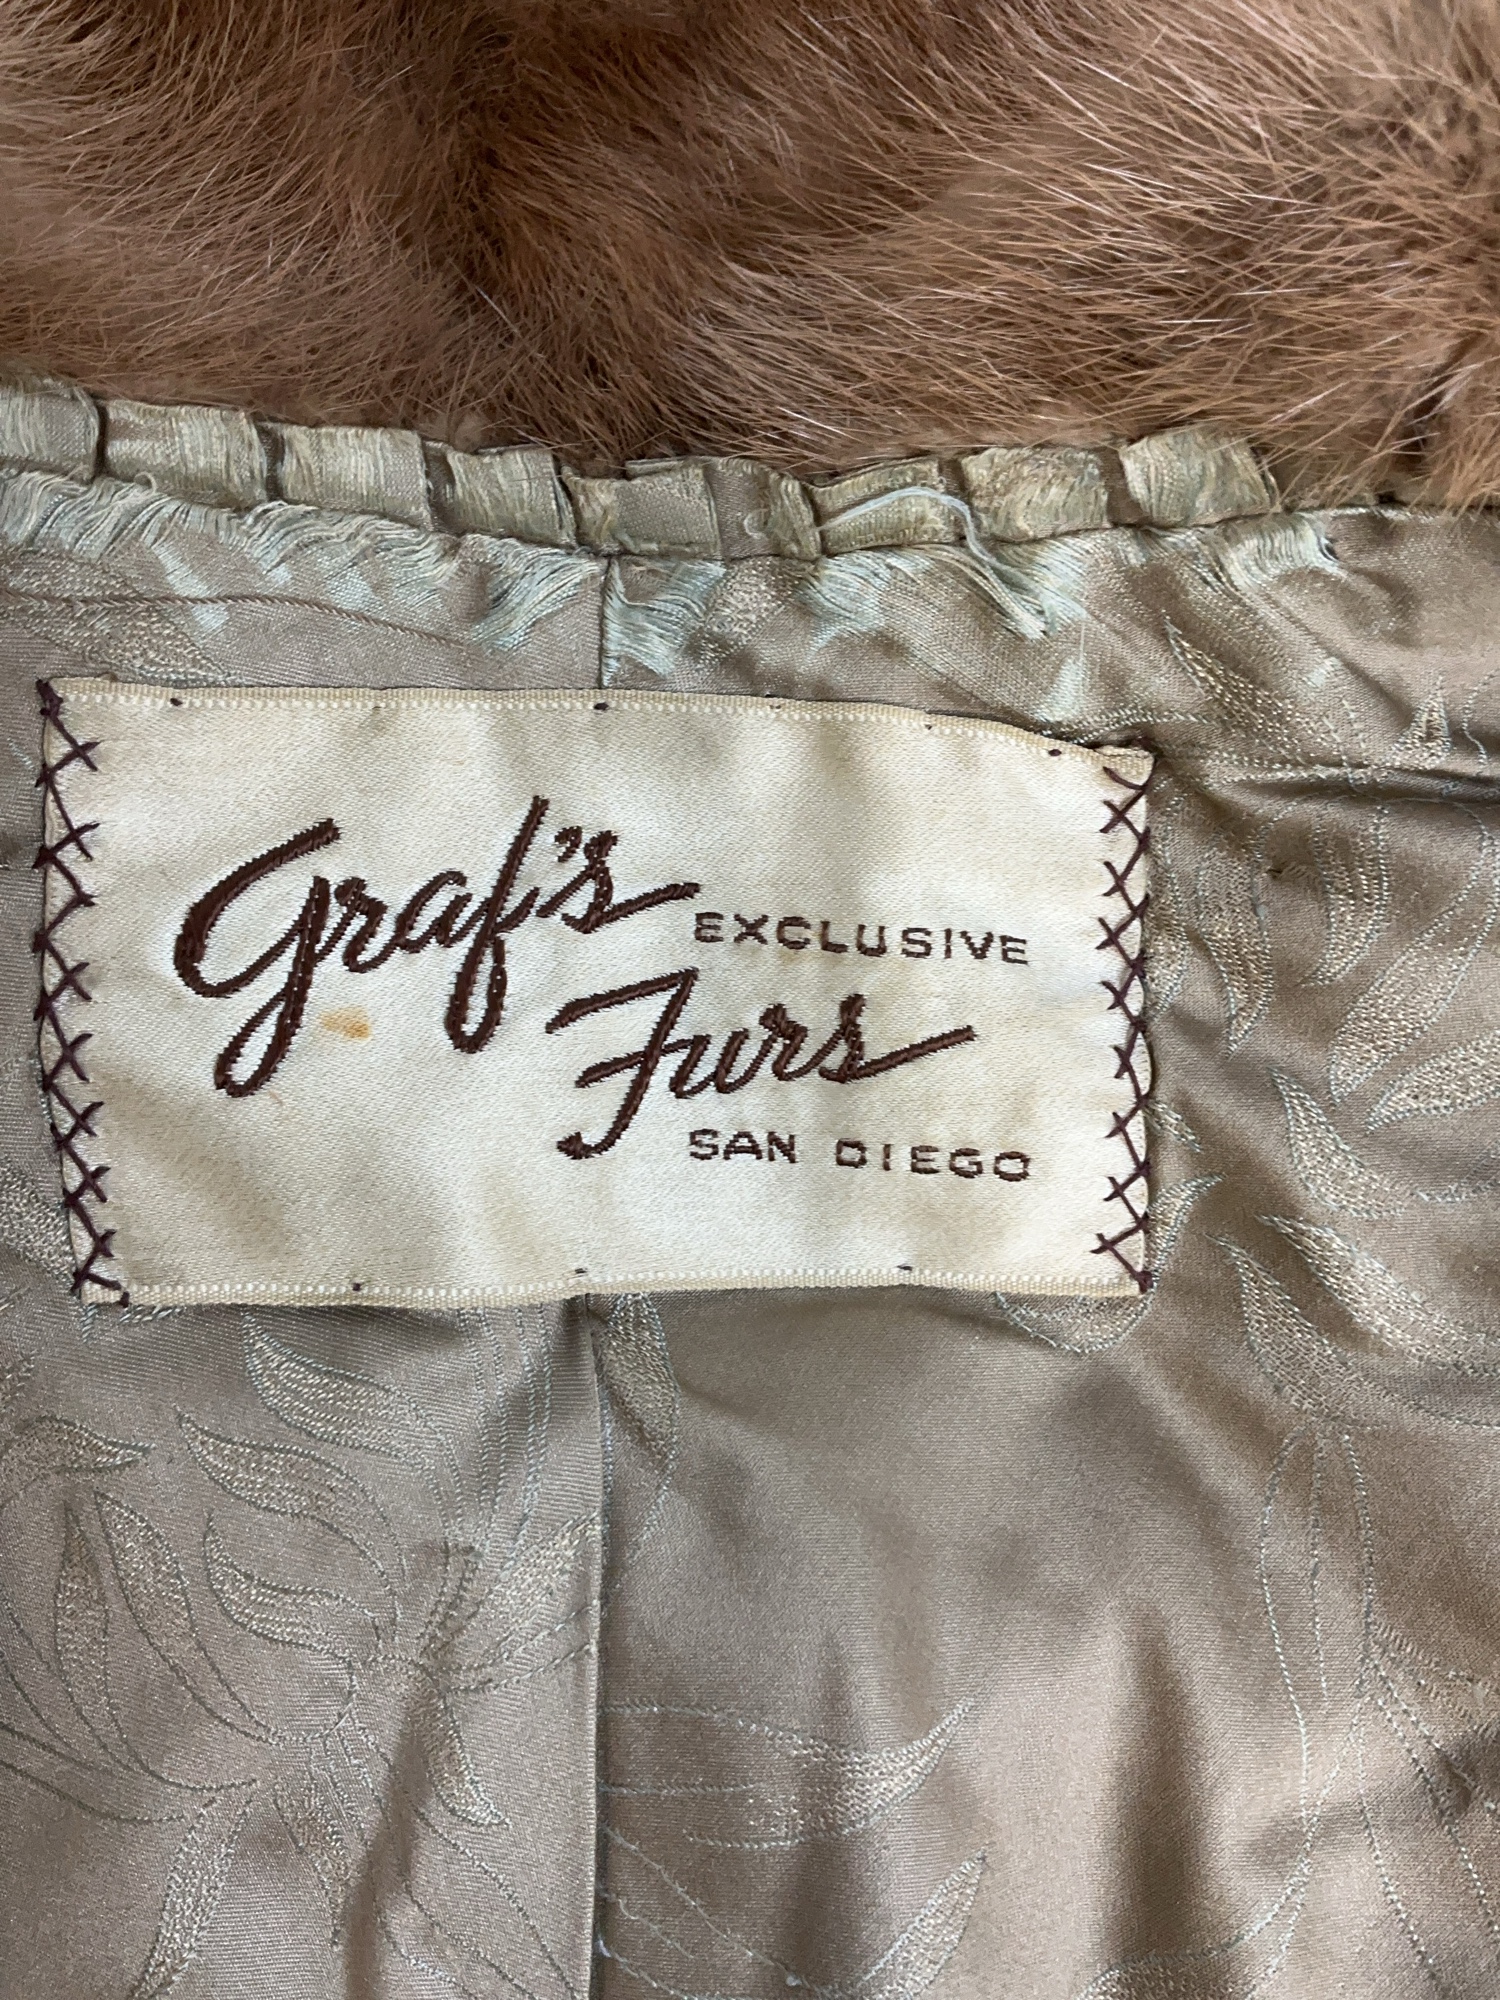 Graf's
EXCLUSIVE
Furs
SAN DIEGO